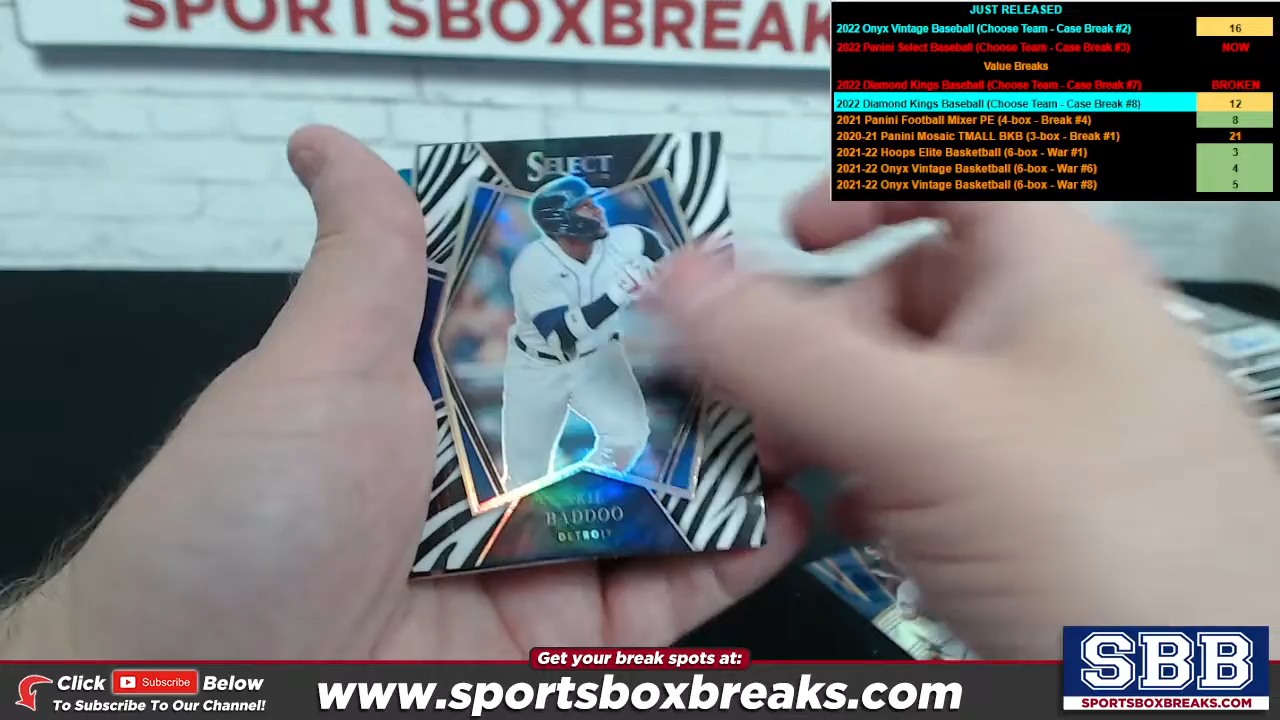 SPORTSBOXBREAKS.
JUST RELEASED
2022 Onyx Vintage Baseball (Choose Team - Case Break #2) 16
2022 Panini Select Baseball (Choose Team - Case Break #3) NOW
Value Breaks
2022 Diamond Kings Baseball (Choose Team - Case Break #7) BROKEN
2022 Diamond Kings Baseball (Choose Team - Case Break #8) 12
2021 Panini Football Mixer PE (4-box - Break #4) 8
2020-21 Panini Mosaic TMALL BKB (3-box - Break #1) 21
2021-22 Hoops Elite Basketball (6-box - War #1) 3
2021-22 Onyx Vintage Basketball (6-box - War #6) 4
2021-22 Onyx Vintage Basketball (6-box - War #8) 5
SELECT
BADDOO
DETROIT
Get your break spots at:
Click Subscribe Below
To Subscribe To Our Channel!
www.sportsboxbreaks.com
SBB
SPORTSBOXBREAKS.COM